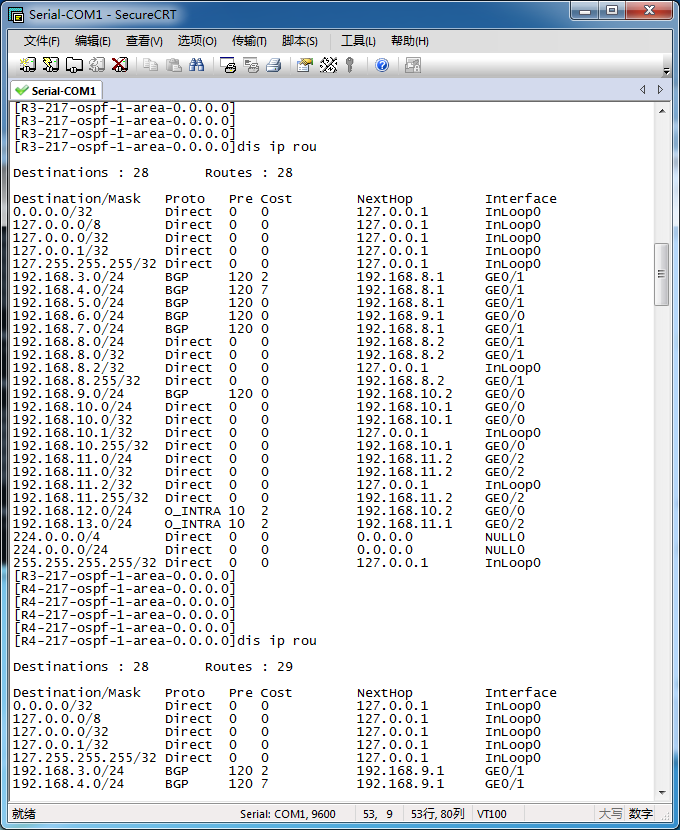 Serial-COM1 - SecureCRT
文件(F) 编辑(E) 查看(V) 选项(O) 传输(T) 脚本(S) 工具(L) 帮助(H)
Serial-COM1
[R3-217-ospf-1-area-0.0.0.0]
[R3-217-ospf-1-area-0.0.0.0]
[R3-217-ospf-1-area-0.0.0.0]
[R3-217-ospf-1-area-0.0.0.0]dis ip rou
Destinations : 28 Routes : 28
Destination/Mask Proto Pre Cost NextHop Interface
0.0.0.0/32 Direct 0 0 127.0.0.1 InLoop0
127.0.0.0/8 Direct 0 0 127.0.0.1 InLoop0
127.0.0.0/32 Direct 0 0 127.0.0.1 InLoop0
127.0.0.1/32 Direct 0 0 127.0.0.1 InLoop0
127.255.255.255/32 Direct 0 0 127.0.0.1 InLoop0
192.168.3.0/24 BGP 120 2 192.168.8.1 GE0/1
192.168.4.0/24 BGP 120 7 192.168.8.1 GE0/1
192.168.5.0/24 BGP 120 0 192.168.8.1 GE0/1
192.168.6.0/24 BGP 120 0 192.168.9.1 GE0/0
192.168.7.0/24 BGP 120 0 192.168.8.1 GE0/1
192.168.8.0/24 Direct 0 0 192.168.8.2 GE0/1
192.168.8.0/32 Direct 0 0 192.168.8.2 GE0/1
192.168.8.2/32 Direct 0 0 127.0.0.1 InLoop0
192.168.8.255/32 Direct 0 0 192.168.8.2 GE0/1
192.168.9.0/24 BGP 120 0 192.168.10.2 GE0/0
192.168.10.0/24 Direct 0 0 192.168.10.1 GE0/0
192.168.10.0/32 Direct 0 0 192.168.10.1 GE0/0
192.168.10.1/32 Direct 0 0 127.0.0.1 InLoop0
192.168.10.255/32 Direct 0 0 192.168.10.1 GE0/0
192.168.11.0/24 Direct 0 0 192.168.11.2 GE0/2
192.168.11.0/32 Direct 0 0 192.168.11.2 GE0/2
192.168.11.2/32 Direct 0 0 127.0.0.1 InLoop0
192.168.11.255/32 Direct 0 0 192.168.11.2 GE0/2
192.168.12.0/24 O_INTRA 10 2 192.168.10.2 GE0/0
192.168.13.0/24 O_INTRA 10 2 192.168.11.1 GE0/2
224.0.0.0/4 Direct 0 0 0.0.0.0 NULL0
224.0.0.0/24 Direct 0 0 0.0.0.0 NULL0
255.255.255.255/32 Direct 0 0 127.0.0.1 InLoop0
[R3-217-ospf-1-area-0.0.0.0]
[R4-217-ospf-1-area-0.0.0.0]
[R4-217-ospf-1-area-0.0.0.0]
[R4-217-ospf-1-area-0.0.0.0]
[R4-217-ospf-1-area-0.0.0.0]
[R4-217-ospf-1-area-0.0.0.0]dis ip rou
Destinations : 28 Routes : 29
Destination/Mask Proto Pre Cost NextHop Interface
0.0.0.0/32 Direct 0 0 127.0.0.1 InLoop0
127.0.0.0/8 Direct 0 0 127.0.0.1 InLoop0
127.0.0.0/32 Direct 0 0 127.0.0.1 InLoop0
127.0.0.1/32 Direct 0 0 127.0.0.1 InLoop0
127.255.255.255/32 Direct 0 0 127.0.0.1 InLoop0
192.168.3.0/24 BGP 120 2 192.168.9.1 GE0/1
192.168.4.0/24 BGP 120 7 192.168.9.1 GE0/1
就绪 Serial: COM1, 9600 53, 9 53行, 80列 VT100 大写 数字